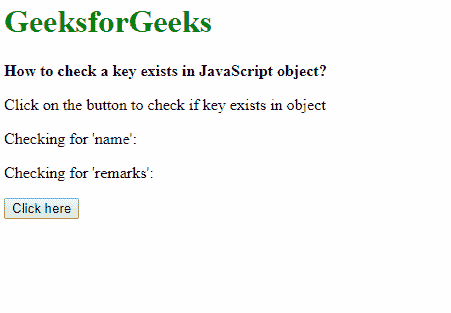 GeeksforGeeks
How to check a key exists in JavaScript object?
Click on the button to check if key exists in object
Checking for 'name':
Checking for 'remarks':
Click here